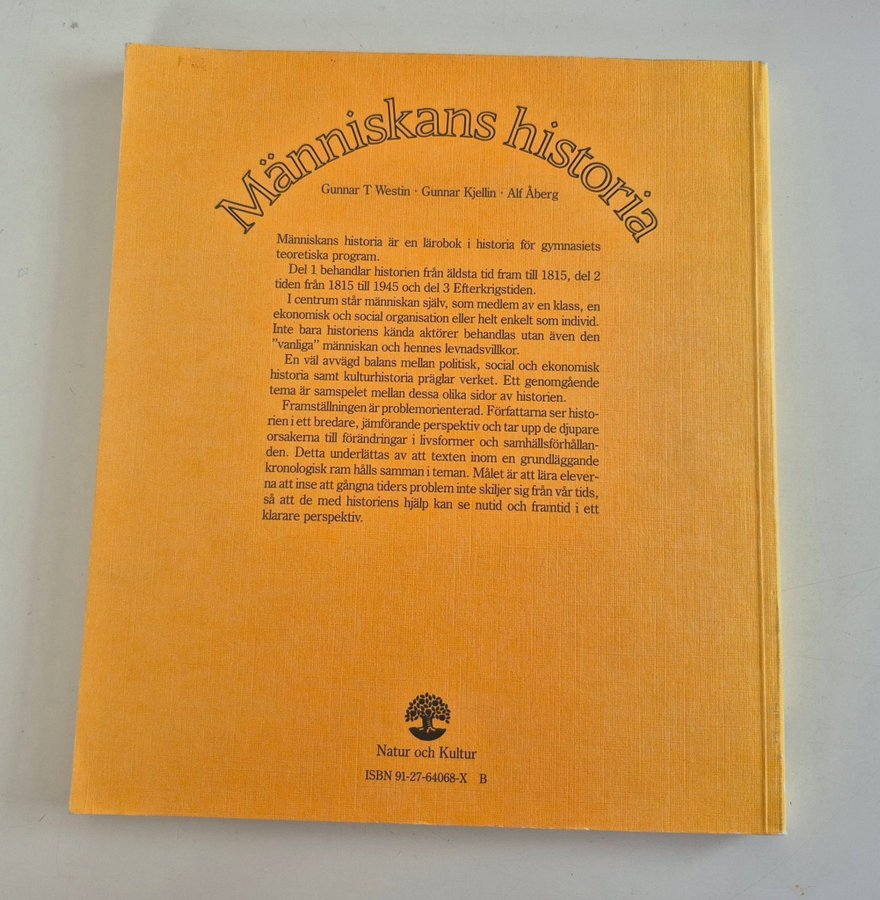 Människans historia
Gunnar T Westin · Gunnar Kjellin · Alf Åberg
Människans historia är en lärobok i historia för gymnasiets
teoretiska program.
Del 1 behandlar historien från äldsta tid fram till 1815, del 2
tiden från 1815 till 1945 och del 3 Efterkrigstiden.
I centrum står människan själv, som medlem av en klass, en
ekonomisk och social organisation eller helt enkelt som individ.
Inte bara historiens kända aktörer behandlas utan även den
"vanliga" människan och hennes levnadsvillkor.
En väl avvägd balans mellan politisk, social och ekonomisk
historia samt kulturhistoria präglar verket. Ett genomgående
tema är samspelet mellan dessa olika sidor av historien.
Framställningen är problemorienterad. Författarna ser histo-
rien i ett bredare, jämförande perspektiv och tar upp de djupare
orsakerna till förändringar i livsformer och samhällsförhållan-
den. Detta underlättas av att texten inom en grundläggande
kronologisk ram hålls samman i teman. Målet är att lära elever-
na att inse att gångna tiders problem inte skiljer sig från vår tids,
så att de med historiens hjälp kan se nutid och framtid i ett
klarare perspektiv.
Natur och Kultur
ISBN 91-27-64068-X B